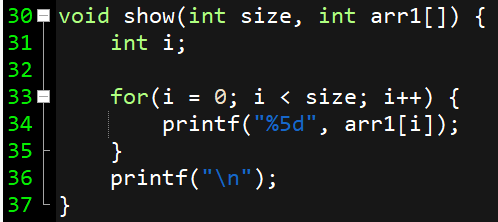 30 void show(int size, int arr1[]) {
31     int i;
32
33     for(i = 0; i < size; i++) {
34         printf("%5d", arr1[i]);
35     }
36     printf("\n");
37 }